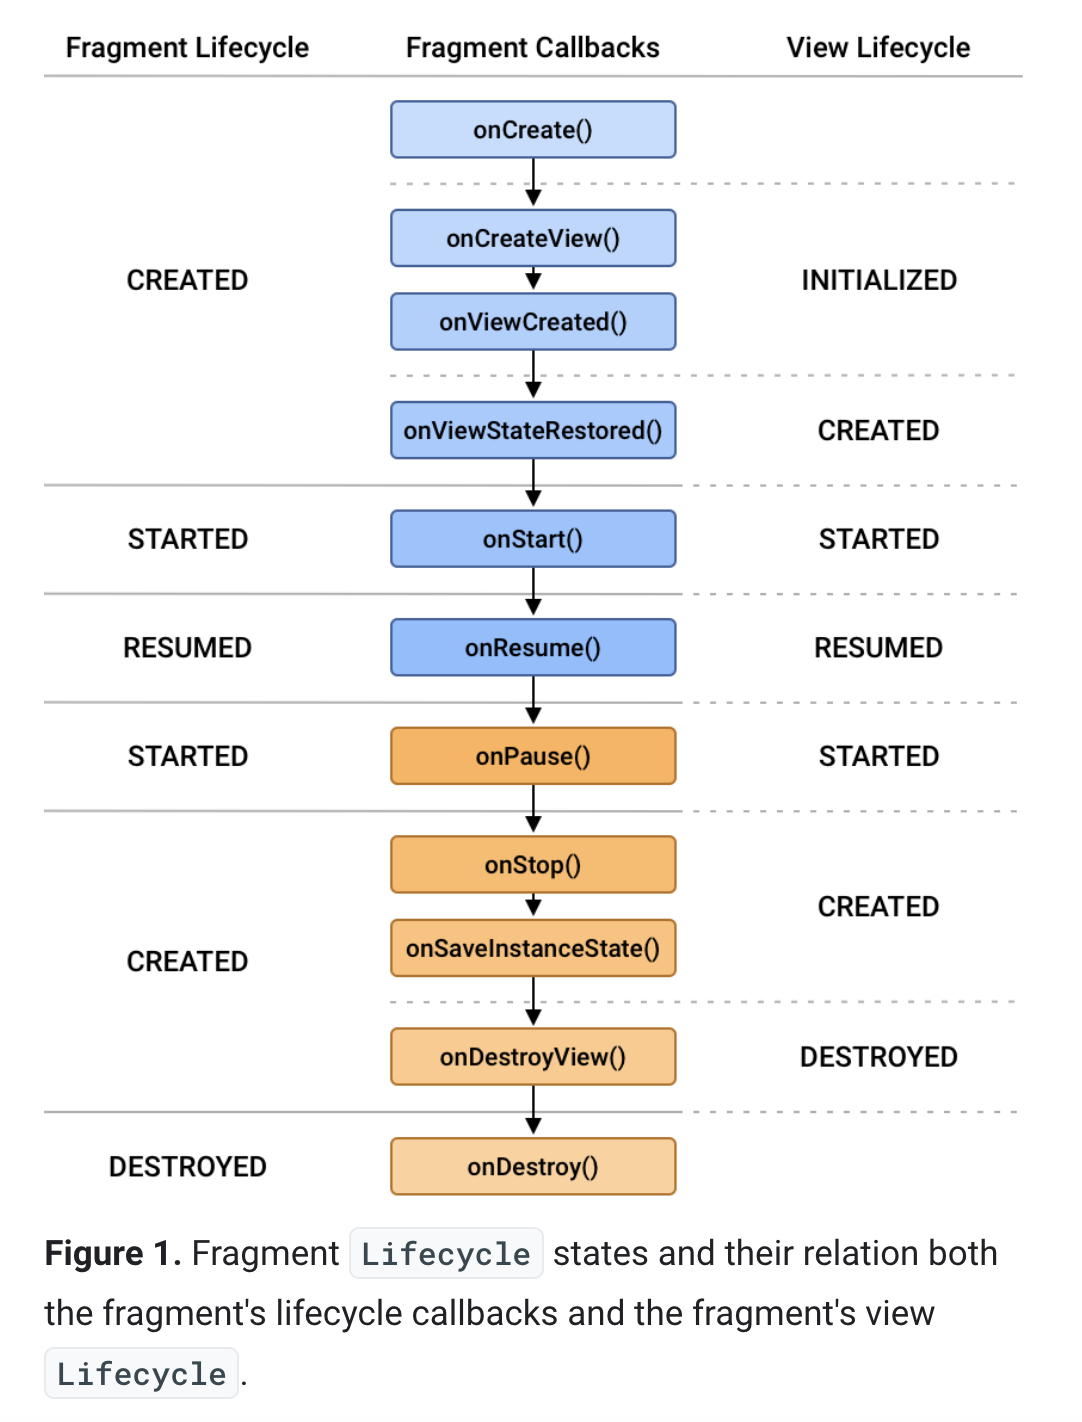 Fragment Lifecycle Fragment Callbacks View Lifecycle
onCreate()
onCreateView()
CREATED INITIALIZED
onViewCreated()
onViewStateRestored() CREATED
STARTED onStart() STARTED
RESUMED onResume() RESUMED
STARTED onPause() STARTED
onStop()
CREATED
onSaveInstanceState()
CREATED
onDestroyView() DESTROYED
DESTROYED onDestroy()
Figure 1. Fragment Lifecycle states and their relation both
the fragment's lifecycle callbacks and the fragment's view
Lifecycle.